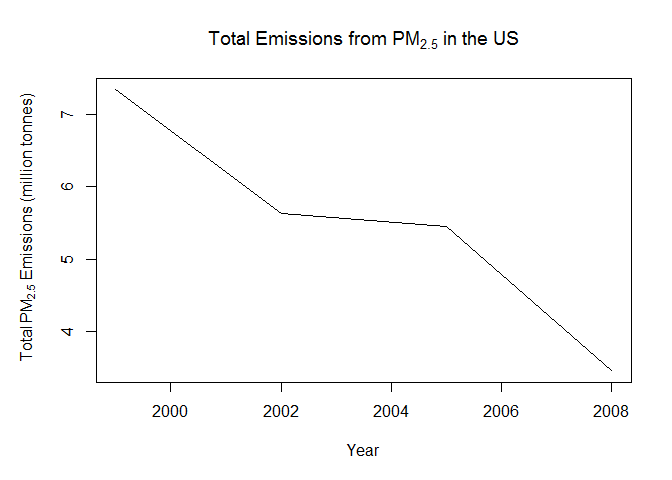 Total Emissions from PM₂.₅ in the US
Total PM₂.₅ Emissions (million tonnes)
7
6
5
4
2000 2002 2004 2006 2008
Year